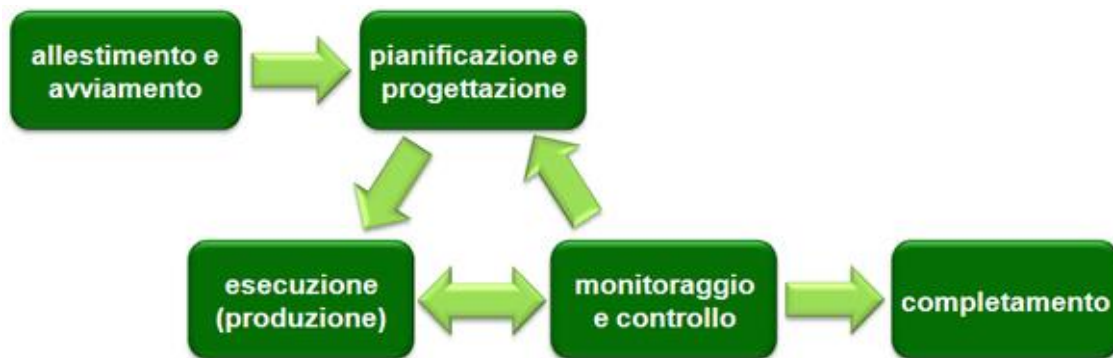 allestimento e
avviamento
pianificazione e
progettazione
esecuzione
(produzione)
monitoraggio
e controllo
completamento